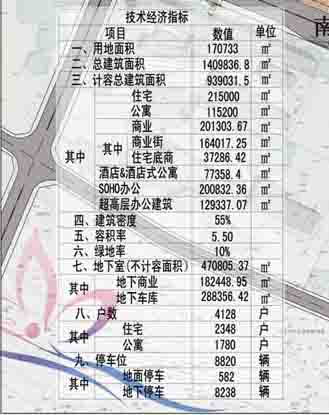 技术经济指标
项目 数值 单位
一、用地面积 170733 ㎡
二、总建筑面积 1409836.8 ㎡
三、计容总建筑面积 939031.5 ㎡
其中 住宅 215000 ㎡
公寓 115200 ㎡
商业 201303.67 ㎡
其中 商业街 164017.25 ㎡
住宅底商 37286.42 ㎡
酒店&酒店式公寓 77358.4 ㎡
SOHO办公 200832.36 ㎡
超高层办公建筑 129337.07 ㎡
四、建筑密度 55%
五、容积率 5.50
六、绿地率 10%
七、地下室(不计容面积) 470805.37 ㎡
其中 地下商业 182448.95 ㎡
地下车库 288356.42 ㎡
八、户数 4128 户
其中 住宅 2348 户
公寓 1780 户
九、停车位 8820 辆
其中 地面停车 582 辆
地下停车 8238 辆
南